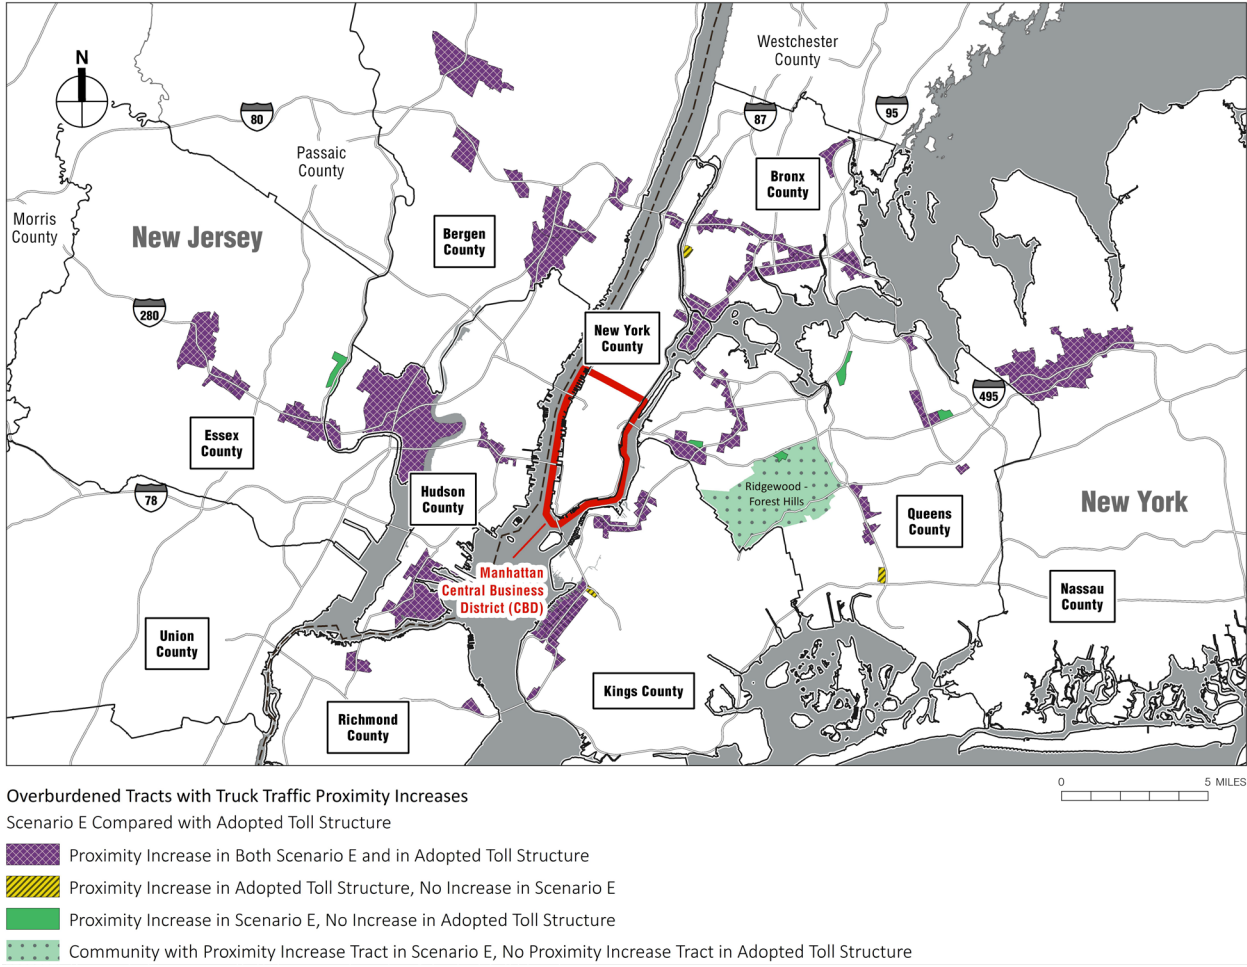 Westchester
County
N
80
87
95
Passaic
County
Bronx
County
Morris
County
New Jersey
Bergen
County
280
New York
County
495
Essex
County
Ridgewood -
Forest Hills
Hudson
County
78
Queens
County
New York
Manhattan
Central Business
District (CBD)
Nassau
County
Union
County
Kings County
Richmond
County
0 5 MILES
Overburdened Tracts with Truck Traffic Proximity Increases
Scenario E Compared with Adopted Toll Structure
Proximity Increase in Both Scenario E and in Adopted Toll Structure
Proximity Increase in Adopted Toll Structure, No Increase in Scenario E
Proximity Increase in Scenario E, No Increase in Adopted Toll Structure
Community with Proximity Increase Tract in Scenario E, No Proximity Increase Tract in Adopted Toll Structure